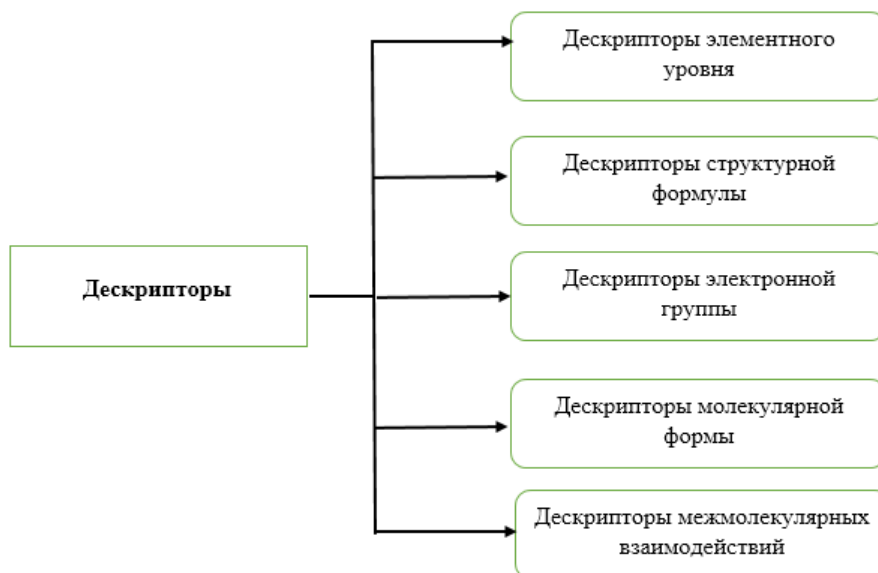 Дескрипторы элементного
уровня
Дескрипторы структурной
формулы
Дескрипторы
Дескрипторы электронной
группы
Дескрипторы молекулярной
формы
Дескрипторы межмолекулярных
взаимодействий